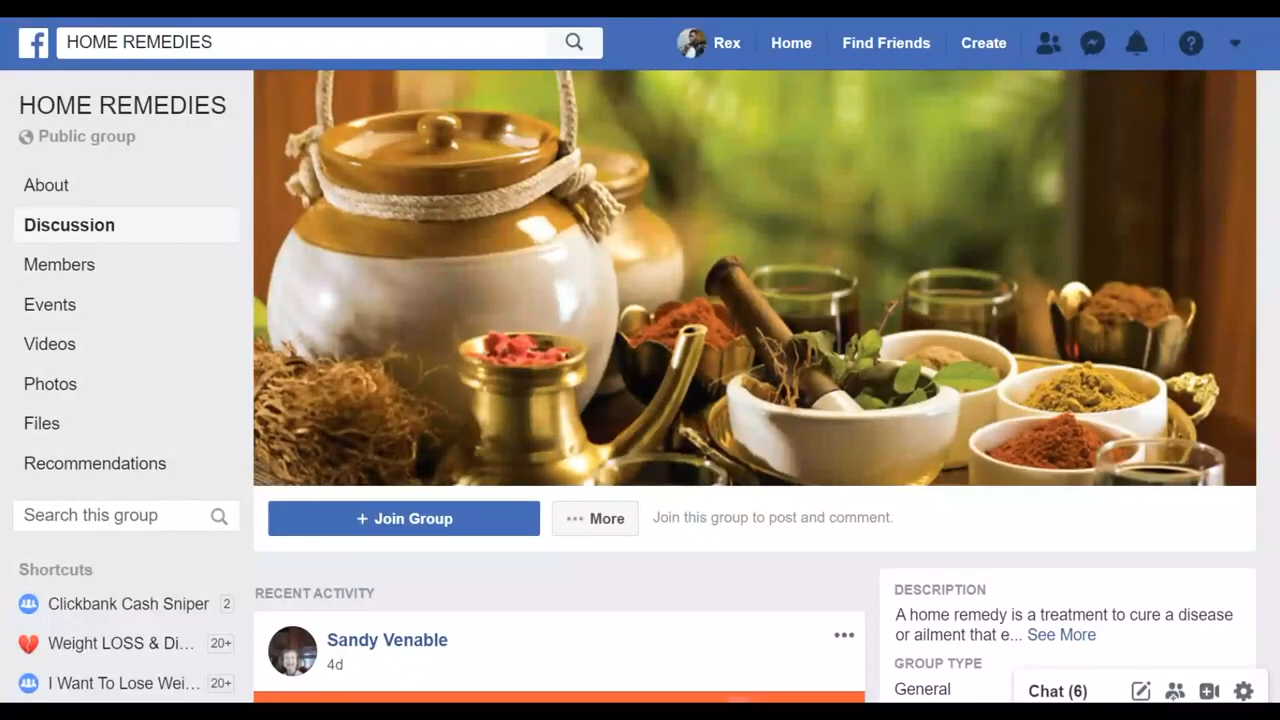 HOME REMEDIES
Rex
Home
Find Friends
Create
HOME REMEDIES
Public group
About
Discussion
Members
Events
Videos
Photos
Files
Recommendations
Search this group
Shortcuts
Clickbank Cash Sniper 2
Weight LOSS & Di... 20+
I Want To Lose Wei... 20+
+ Join Group
··· More
Join this group to post and comment.
RECENT ACTIVITY
Sandy Venable
4d
DESCRIPTION
A home remedy is a treatment to cure a disease
or ailment that e... See More
GROUP TYPE
General
Chat (6)